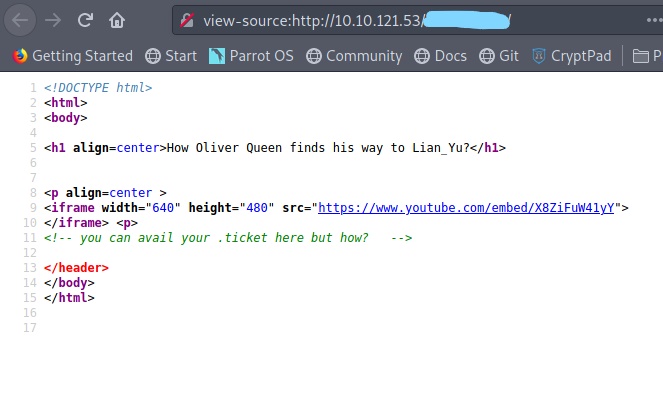 view-source:http://10.10.121.53/ /
Getting Started Start Parrot OS Community Docs Git CryptPad P
1 <!DOCTYPE html>
2 <html>
3 <body>
4
5 <h1 align=center>How Oliver Queen finds his way to Lian_Yu?</h1>
6
7
8 <p align=center >
9 <iframe width="640" height="480" src="https://www.youtube.com/embed/X8ZiFuW41yY">
10 </iframe> <p>
11 <!-- you can avail your .ticket here but how?   -->
12
13 </header>
14 </body>
15 </html>
16
17